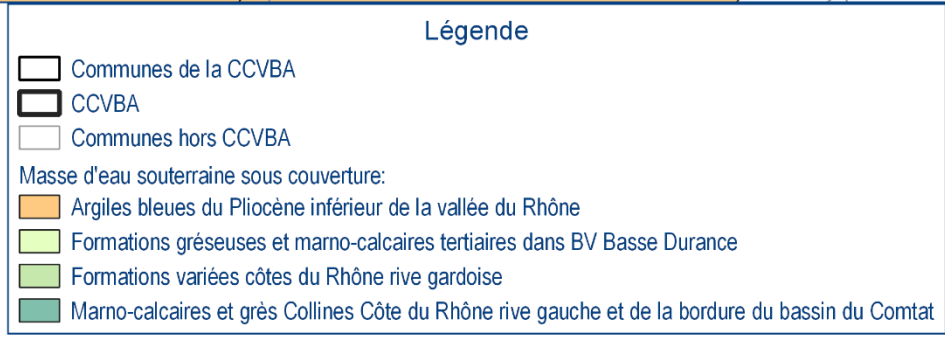 Légende
Communes de la CCVBA
CCVBA
Communes hors CCVBA
Masse d'eau souterraine sous couverture:
Argiles bleues du Pliocène inférieur de la vallée du Rhône
Formations gréseuses et marno-calcaires tertiaires dans BV Basse Durance
Formations variées côtes du Rhône rive gardoise
Marno-calcaires et grès Collines Côte du Rhône rive gauche et de la bordure du bassin du Comtat